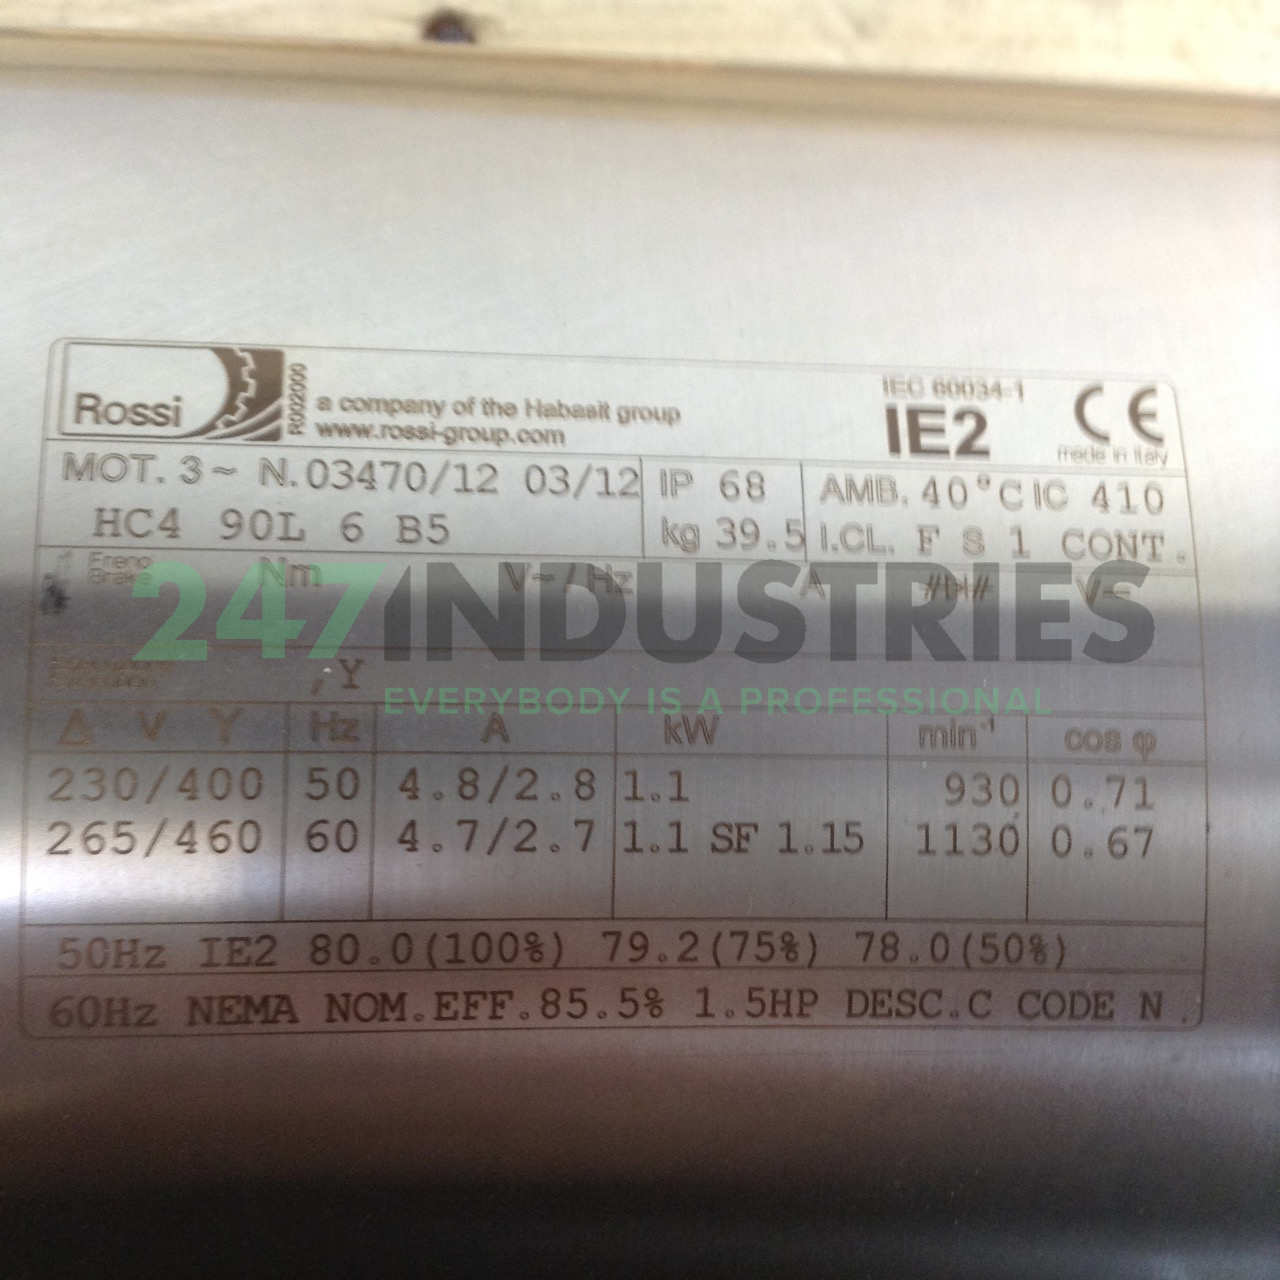 Rossi
R002000
a company of the Habasit group
www.rossi-group.com
IEC 60034-1
IE2
CE
made in Italy
MOT. 3~ N.03470/12 03/12
HC4 90L 6 B5
IP 68
kg 39.5
AMB. 40°C IC 410
I.CL. F S 1 CONT.
Freno
Brake
Nm V~/Hz A V=
247INDUSTRIES
EVERYBODY IS A PROFESSIONAL
, Y
Δ V Y Hz A kW min-1 cos φ
230/400 50 4.8/2.8 1.1 930 0.71
265/460 60 4.7/2.7 1.1 SF 1.15 1130 0.67
50Hz IE2 80.0(100%) 79.2(75%) 78.0(50%)
60Hz NEMA NOM.EFF.85.5% 1.5HP DESC.C CODE N.